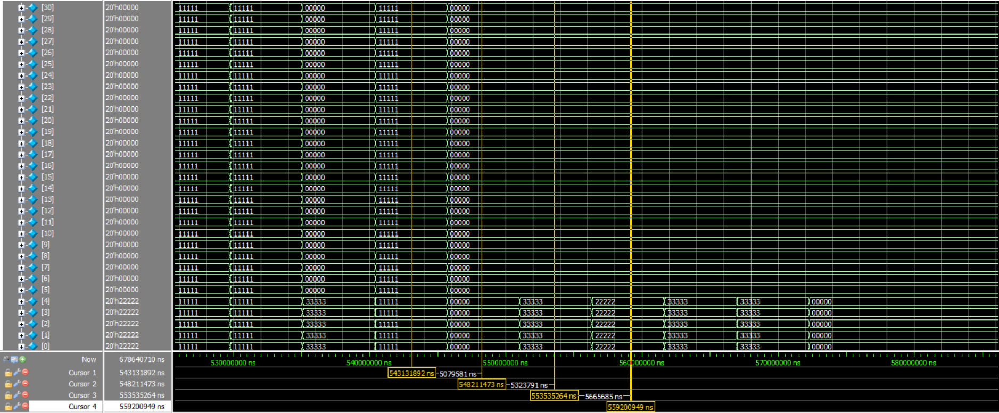 [30] 20'h00000 11111 11111 00000 11111 00000
[29] 20'h00000 11111 11111 00000 11111 00000
[28] 20'h00000 11111 11111 00000 11111 00000
[27] 20'h00000 11111 11111 00000 11111 00000
[26] 20'h00000 11111 11111 00000 11111 00000
[25] 20'h00000 11111 11111 00000 11111 00000
[24] 20'h00000 11111 11111 00000 11111 00000
[23] 20'h00000 11111 11111 00000 11111 00000
[22] 20'h00000 11111 11111 00000 11111 00000
[21] 20'h00000 11111 11111 00000 11111 00000
[20] 20'h00000 11111 11111 00000 11111 00000
[19] 20'h00000 11111 11111 00000 11111 00000
[18] 20'h00000 11111 11111 00000 11111 00000
[17] 20'h00000 11111 11111 00000 11111 00000
[16] 20'h00000 11111 11111 00000 11111 00000
[15] 20'h00000 11111 11111 00000 11111 00000
[14] 20'h00000 11111 11111 00000 11111 00000
[13] 20'h00000 11111 11111 00000 11111 00000
[12] 20'h00000 11111 11111 00000 11111 00000
[11] 20'h00000 11111 11111 00000 11111 00000
[10] 20'h00000 11111 11111 00000 11111 00000
[9] 20'h00000 11111 11111 00000 11111 00000
[8] 20'h00000 11111 11111 00000 11111 00000
[7] 20'h00000 11111 11111 00000 11111 00000
[6] 20'h00000 11111 11111 00000 11111 00000
[5] 20'h00000 11111 11111 00000 11111 00000
[4] 20'h22222 11111 11111 33333 11111 00000 33333 22222 33333 33333 00000
[3] 20'h22222 11111 11111 33333 11111 00000 33333 22222 33333 33333 00000
[2] 20'h22222 11111 11111 33333 11111 00000 33333 22222 33333 33333 00000
[1] 20'h22222 11111 11111 33333 11111 00000 33333 22222 33333 33333 00000
[0] 20'h22222 11111 11111 33333 11111 00000 33333 22222 33333 33333 00000
Now 678640710 ns 530000000 ns 540000000 ns 550000000 ns 560000000 ns 570000000 ns 580000000 ns
Cursor 1 543131892 ns 543131892 ns 5079581 ns
Cursor 2 548211473 ns 548211473 ns 5323791 ns
Cursor 3 553535264 ns 553535264 ns 5665685 ns
Cursor 4 559200949 ns 559200949 ns